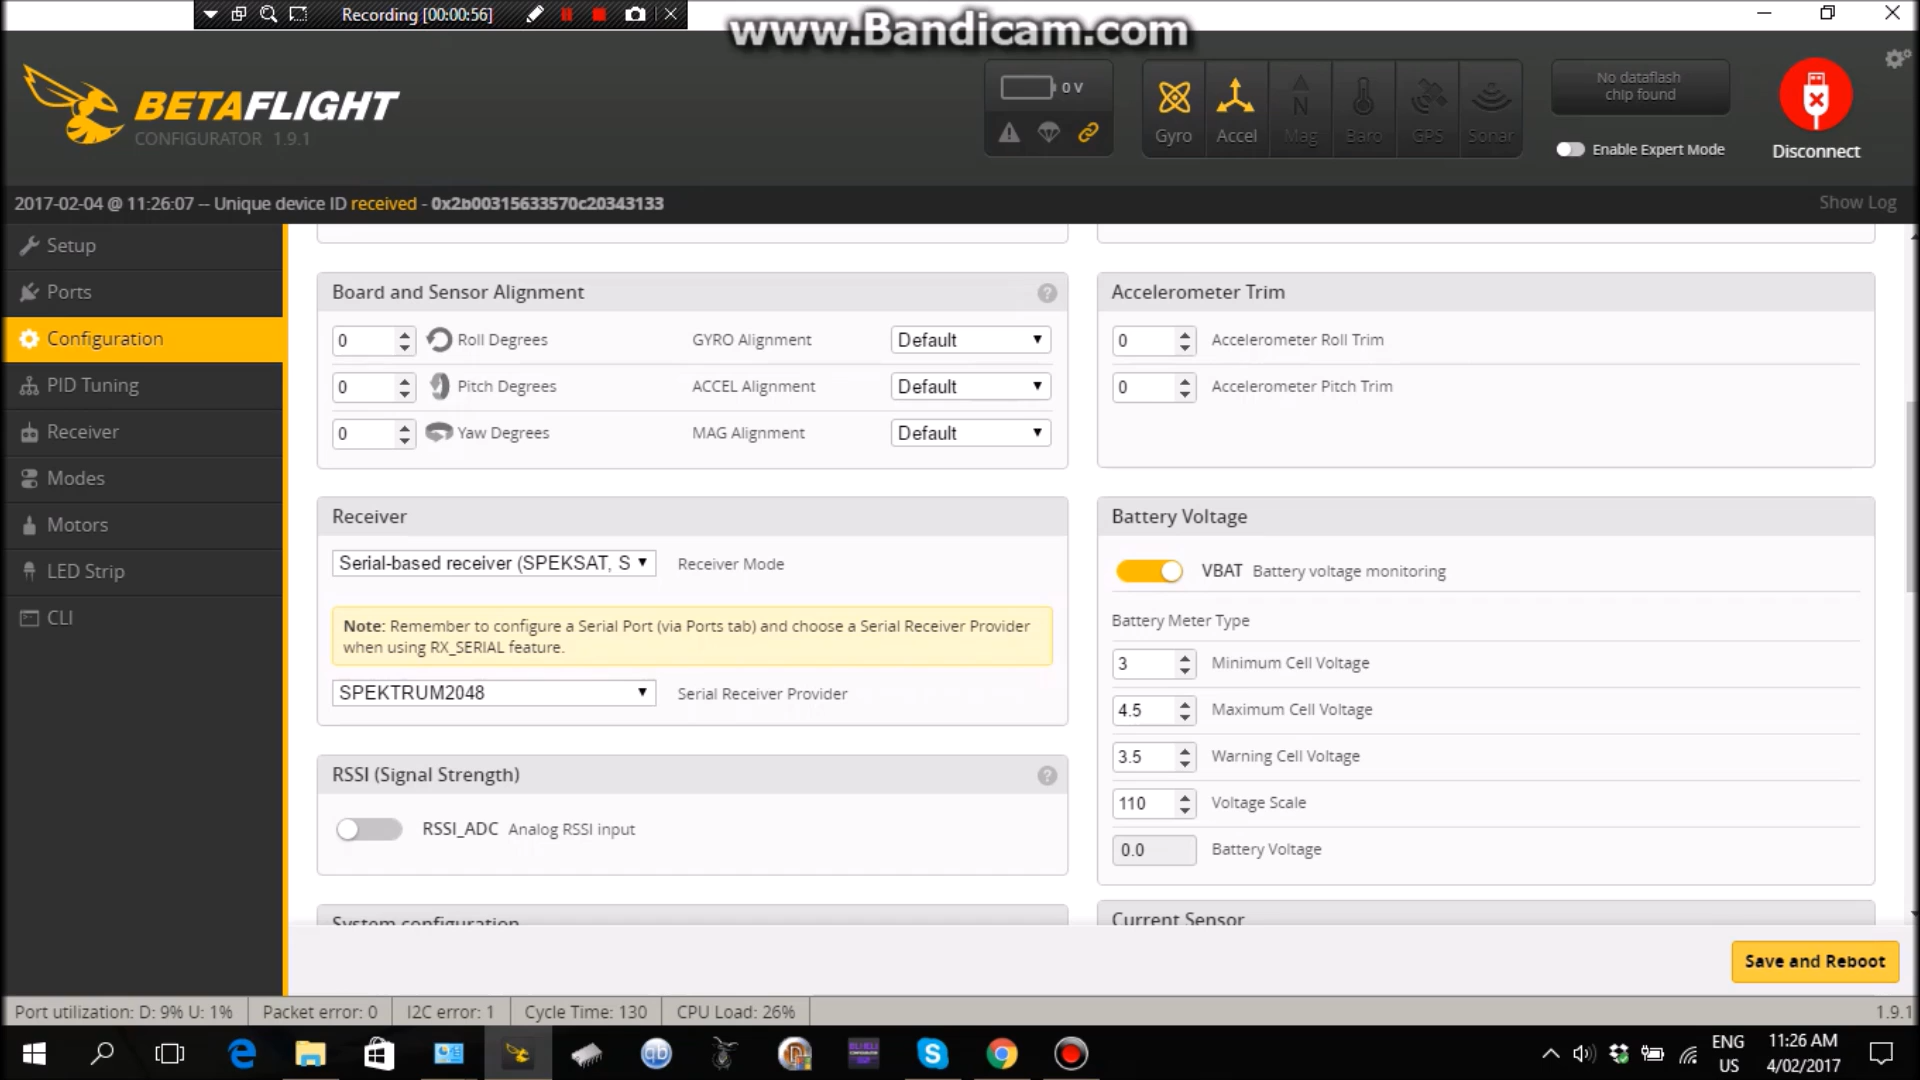 Recording [00:00:56]
www.Bandicam.com
BETAFLIGHT
CONFIGURATOR 1.9.1
0 V
Gyro
Accel
Mag
Baro
GPS
Sonar
No dataflash
chip found
Enable Expert Mode
Disconnect
2017-02-04 @ 11:26:07 -- Unique device ID received - 0x2b00315633570c20343133
Show Log
Setup
Ports
Configuration
PID Tuning
Receiver
Modes
Motors
LED Strip
CLI
Board and Sensor Alignment
?
0 Roll Degrees GYRO Alignment Default
0 Pitch Degrees ACCEL Alignment Default
0 Yaw Degrees MAG Alignment Default
Accelerometer Trim
0 Accelerometer Roll Trim
0 Accelerometer Pitch Trim
Receiver
Serial-based receiver (SPEKSAT, S Receiver Mode
Note: Remember to configure a Serial Port (via Ports tab) and choose a Serial Receiver Provider
when using RX_SERIAL feature.
SPEKTRUM2048 Serial Receiver Provider
RSSI (Signal Strength)
?
RSSI_ADC Analog RSSI input
System configuration
Battery Voltage
VBAT Battery voltage monitoring
Battery Meter Type
3 Minimum Cell Voltage
4.5 Maximum Cell Voltage
3.5 Warning Cell Voltage
110 Voltage Scale
0.0 Battery Voltage
Current Sensor
Save and Reboot
Port utilization: D: 9% U: 1%
Packet error: 0
I2C error: 1
Cycle Time: 130
CPU Load: 26%
1.9.1
ENG
US
11:26 AM
4/02/2017